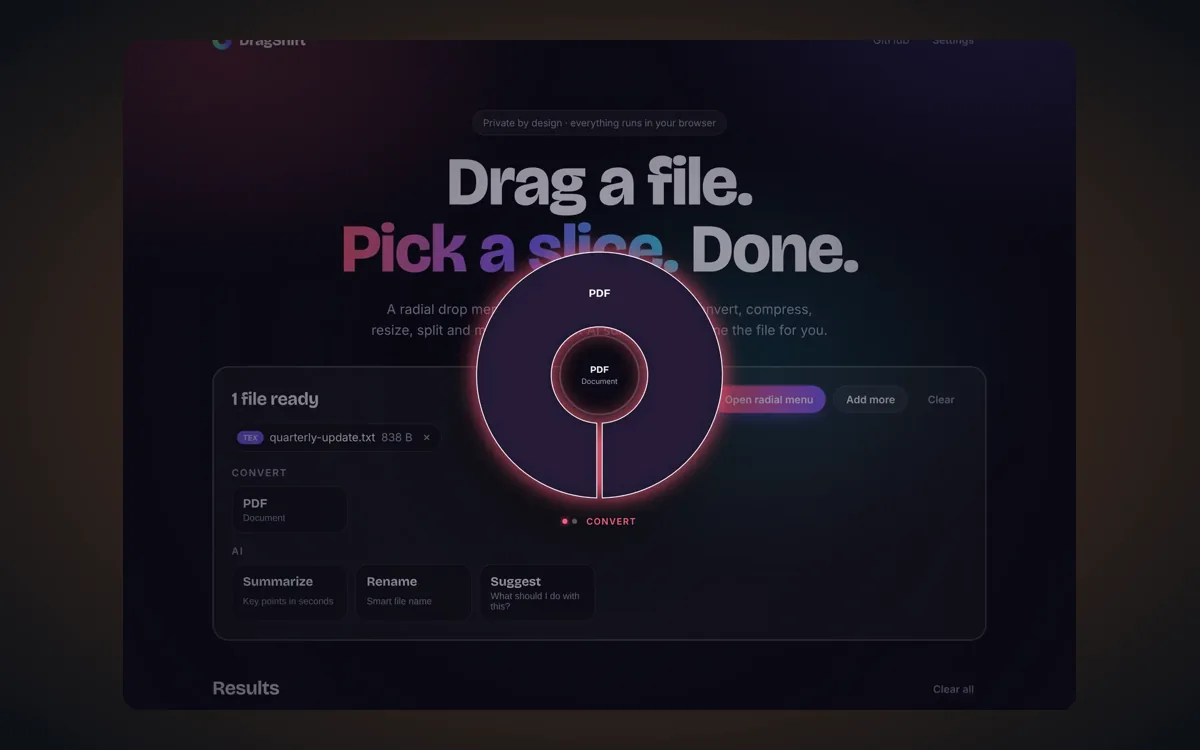 DragShift
GitHub Settings
Private by design · everything runs in your browser
Drag a file.
Pick a slice. Done.
A radial drop nvert, compress,
resize, split and e the file for you.
PDF
PDF
Document
1 file ready
Open radial menu Add more Clear
TEX quarterly-update.txt 838 B ×
CONVERT
PDF
Document
CONVERT
AI
Summarize
Key points in seconds
Rename
Smart file name
Suggest
What should I do with
this?
Results
Clear all